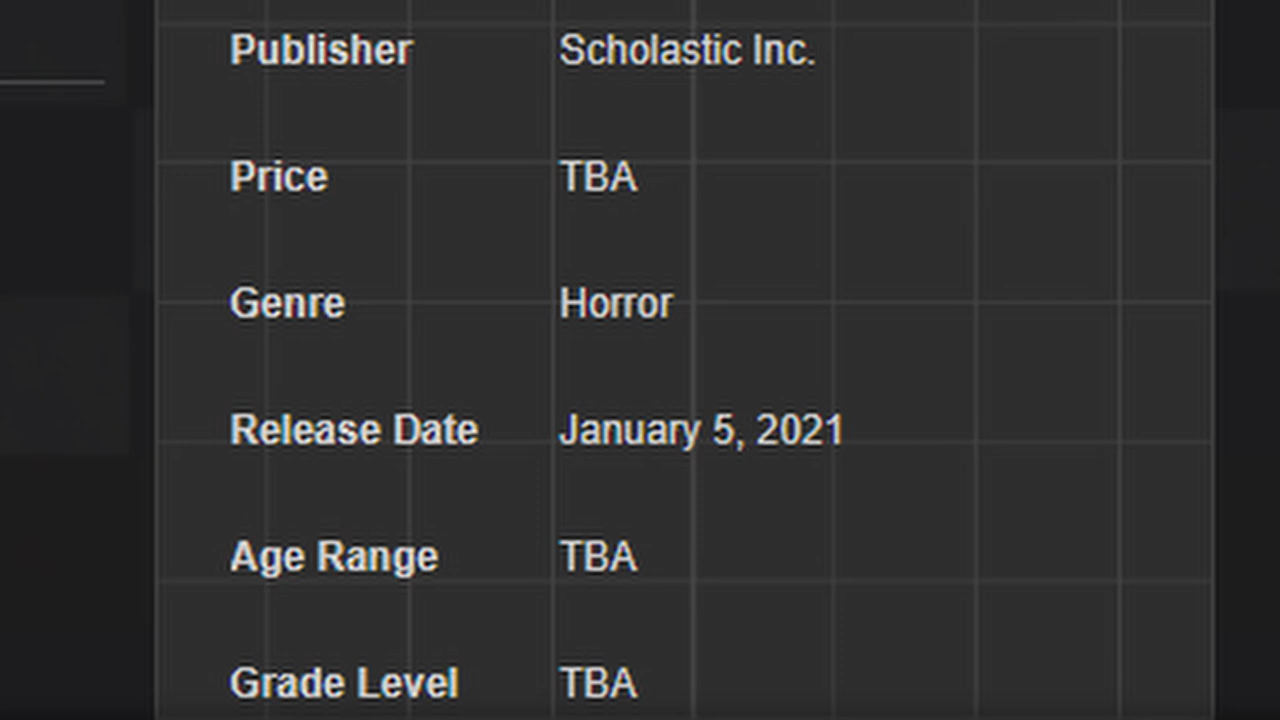 Publisher Scholastic Inc.
Price TBA
Genre Horror
Release Date January 5, 2021
Age Range TBA
Grade Level TBA